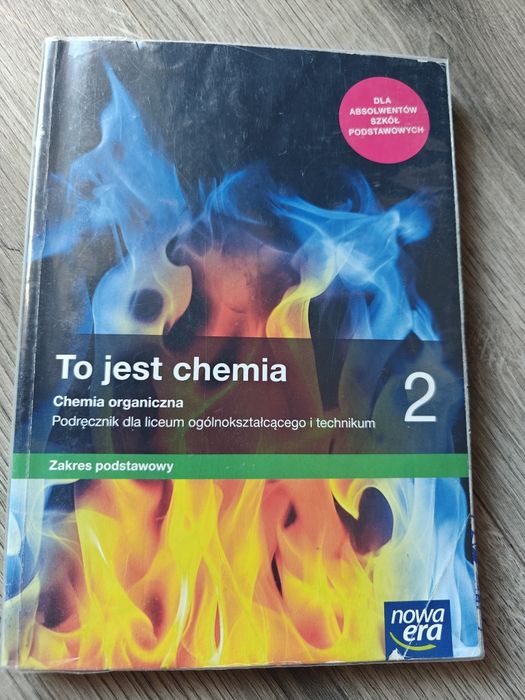 DLA
ABSOLWENTÓW
SZKÓŁ
PODSTAWOWYCH
To jest chemia
Chemia organiczna
2
Podręcznik dla liceum ogólnokształcącego i technikum
Zakres podstawowy
nowa
era